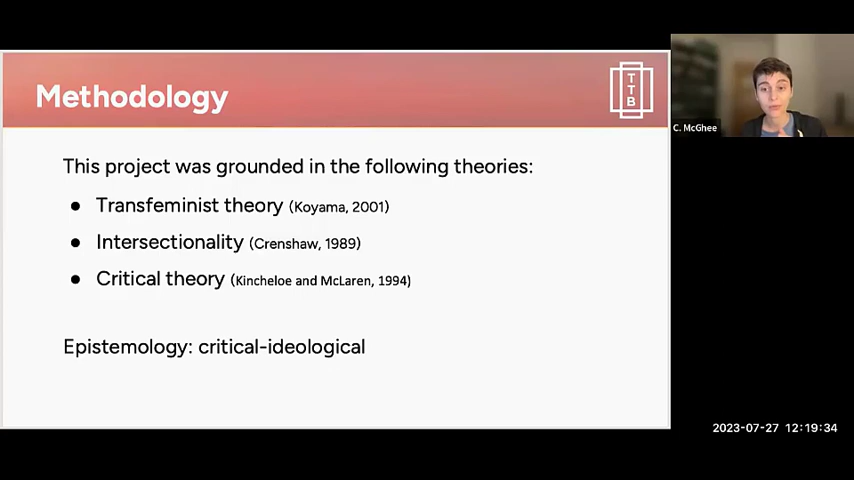 Methodology
T
T
B
C. McGhee
This project was grounded in the following theories:
● Transfeminist theory (Koyama, 2001)
● Intersectionality (Crenshaw, 1989)
● Critical theory (Kincheloe and McLaren, 1994)
Epistemology: critical-ideological
2023-07-27 12:19:34